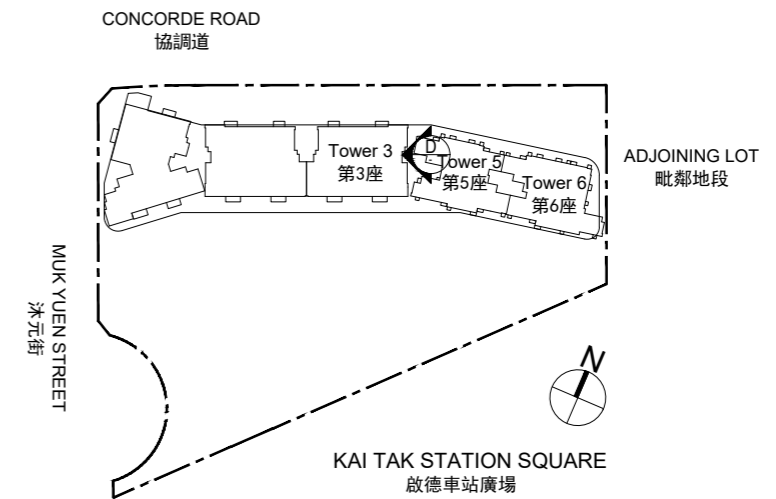 CONCORDE ROAD
協調道
D
Tower 3
第3座
Tower 5
第5座
Tower 6
第6座
ADJOINING LOT
毗鄰地段
MUK YUEN STREET
沐元街
N
KAI TAK STATION SQUARE
啟德車站廣場